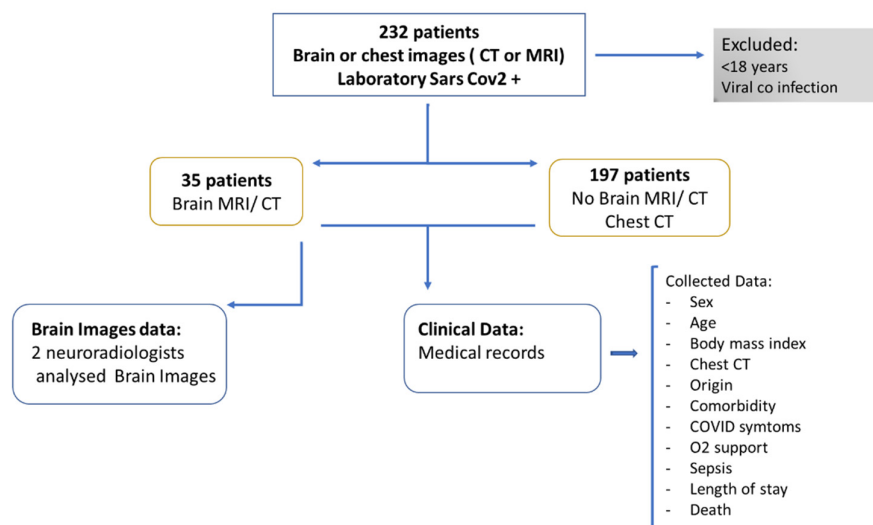 232 patients
Brain or chest images ( CT or MRI)
Laboratory Sars Cov2 +
Excluded:
<18 years
Viral co infection
35 patients
Brain MRI/ CT
197 patients
No Brain MRI/ CT
Chest CT
Brain Images data:
2 neuroradiologists
analysed Brain Images
Clinical Data:
Medical records
Collected Data:
- Sex
- Age
- Body mass index
- Chest CT
- Origin
- Comorbidity
- COVID symtoms
- O2 support
- Sepsis
- Length of stay
- Death